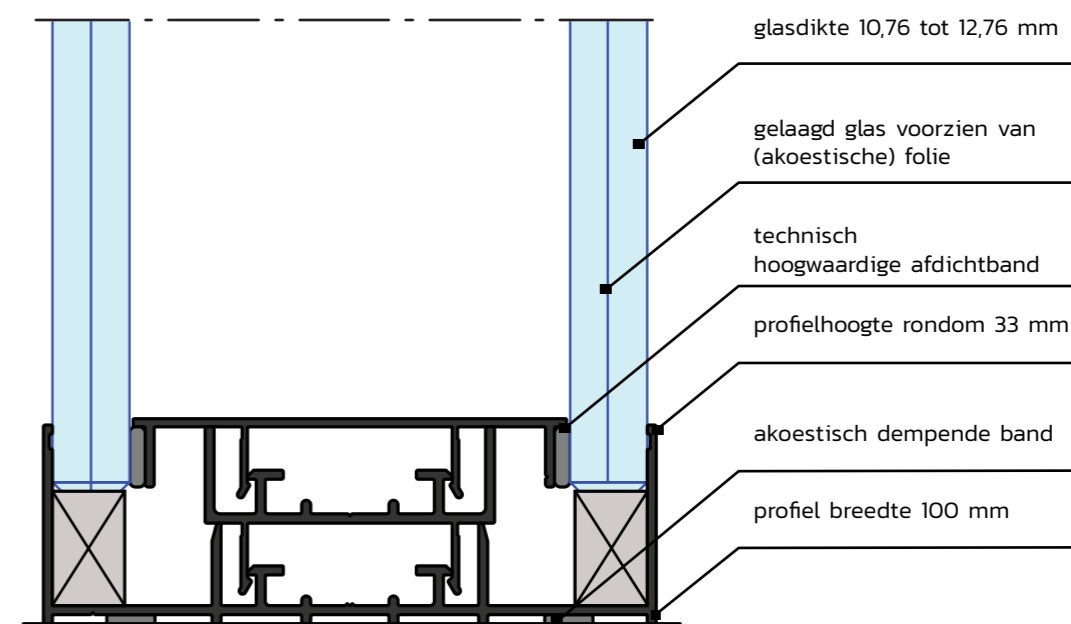 glasdikte 10,76 tot 12,76 mm
gelaagd glas voorzien van
(akoestische) folie
technisch
hoogwaardige afdichtband
profielhoogte rondom 33 mm
akoestisch dempende band
profiel breedte 100 mm